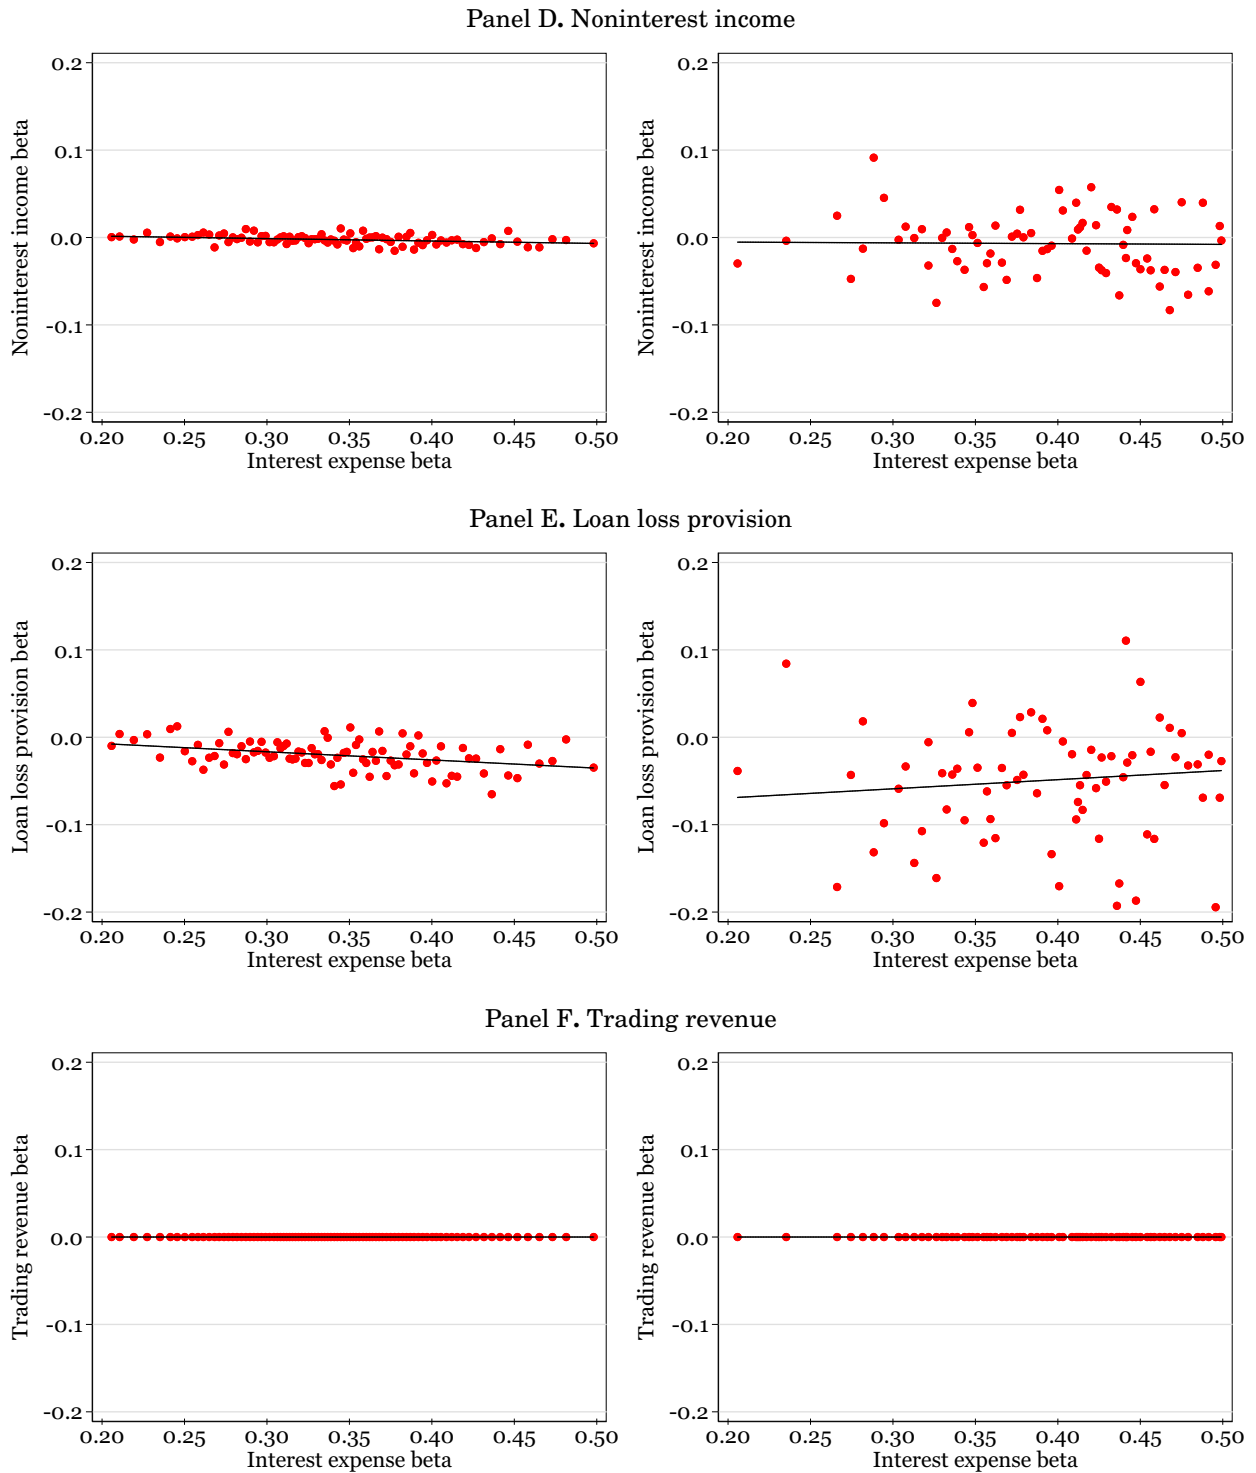 Panel D. Noninterest income
Noninterest income beta
0.2
0.1
0.0
-0.1
-0.2
0.20 0.25 0.30 0.35 0.40 0.45 0.50
Interest expense beta
Noninterest income beta
0.2
0.1
0.0
-0.1
-0.2
0.20 0.25 0.30 0.35 0.40 0.45 0.50
Interest expense beta
Panel E. Loan loss provision
Loan loss provision beta
0.2
0.1
0.0
-0.1
-0.2
0.20 0.25 0.30 0.35 0.40 0.45 0.50
Interest expense beta
Loan loss provision beta
0.2
0.1
0.0
-0.1
-0.2
0.20 0.25 0.30 0.35 0.40 0.45 0.50
Interest expense beta
Panel F. Trading revenue
Trading revenue beta
0.2
0.1
0.0
-0.1
-0.2
0.20 0.25 0.30 0.35 0.40 0.45 0.50
Interest expense beta
Trading revenue beta
0.2
0.1
0.0
-0.1
-0.2
0.20 0.25 0.30 0.35 0.40 0.45 0.50
Interest expense beta